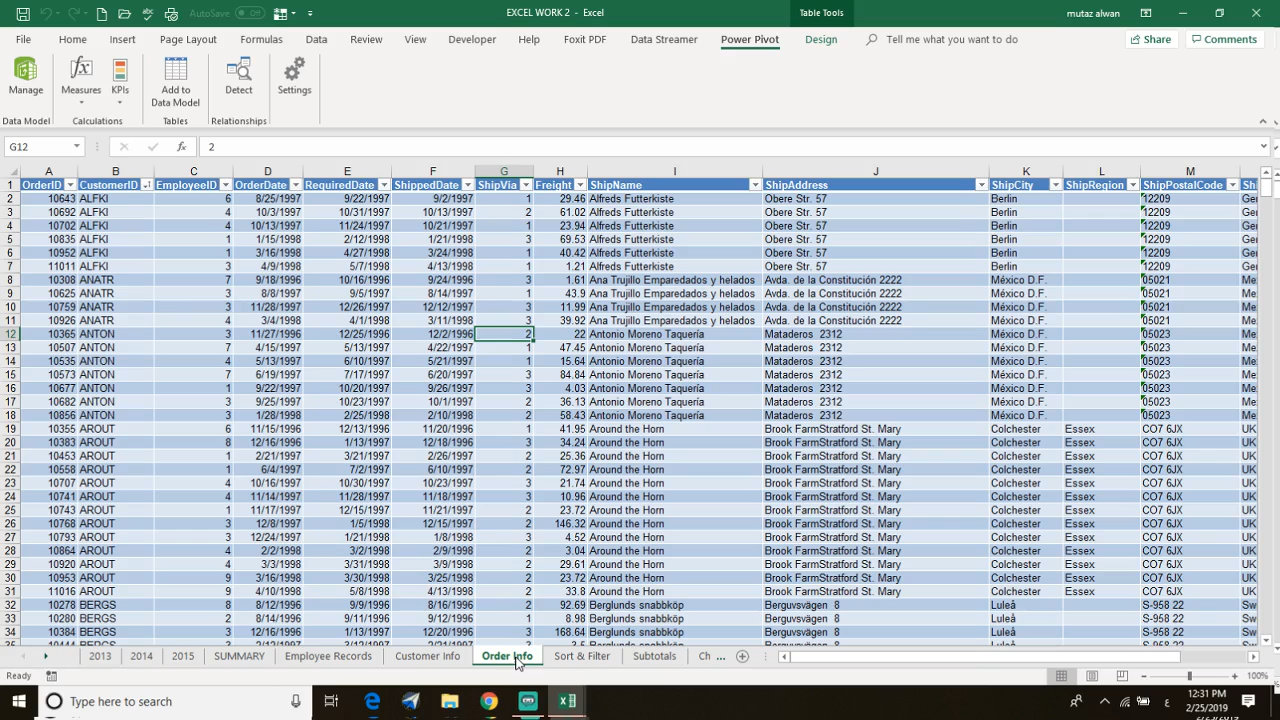 AutoSave Off EXCEL WORK 2 - Excel Table Tools mutaz alwan
File Home Insert Page Layout Formulas Data Review View Developer Help Foxit PDF Data Streamer Power Pivot Design Tell me what you want to do Share Comments
Manage Measures KPIs Add to Data Model Detect Settings
Data Model Calculations Tables Relationships
G12 fx 2
A B C D E F G H I J K L M
1 OrderID CustomerID EmployeeID OrderDate RequiredDate ShippedDate ShipVia Freight ShipName ShipAddress ShipCity ShipRegion ShipPostalCode
2 10643 ALFKI 6 8/25/1997 9/22/1997 9/2/1997 1 29.46 Alfreds Futterkiste Obere Str. 57 Berlin 12209 Ger
3 10692 ALFKI 4 10/3/1997 10/31/1997 10/13/1997 2 61.02 Alfreds Futterkiste Obere Str. 57 Berlin 12209 Ger
4 10702 ALFKI 4 10/13/1997 11/24/1997 10/21/1997 1 23.94 Alfreds Futterkiste Obere Str. 57 Berlin 12209 Ger
5 10835 ALFKI 1 1/15/1998 2/12/1998 1/21/1998 3 69.53 Alfreds Futterkiste Obere Str. 57 Berlin 12209 Ger
6 10952 ALFKI 1 3/16/1998 4/27/1998 3/24/1998 1 40.42 Alfreds Futterkiste Obere Str. 57 Berlin 12209 Ger
7 11011 ALFKI 3 4/9/1998 5/7/1998 4/13/1998 1 1.21 Alfreds Futterkiste Obere Str. 57 Berlin 12209 Ger
8 10308 ANATR 7 9/18/1996 10/16/1996 9/24/1996 3 1.61 Ana Trujillo Emparedados y helados Avda. de la Constitución 2222 México D.F. 05021 Me
9 10625 ANATR 3 8/8/1997 9/5/1997 8/14/1997 1 43.9 Ana Trujillo Emparedados y helados Avda. de la Constitución 2222 México D.F. 05021 Me
10 10759 ANATR 3 11/28/1997 12/26/1997 12/12/1997 3 11.99 Ana Trujillo Emparedados y helados Avda. de la Constitución 2222 México D.F. 05021 Me
11 10926 ANATR 4 3/4/1998 4/1/1998 3/11/1998 3 39.92 Ana Trujillo Emparedados y helados Avda. de la Constitución 2222 México D.F. 05021 Me
12 10365 ANTON 3 11/27/1996 12/25/1996 12/2/1996 2 22 Antonio Moreno Taquería Mataderos 2312 México D.F. 05023 Me
13 10507 ANTON 7 4/15/1997 5/13/1997 4/22/1997 1 47.45 Antonio Moreno Taquería Mataderos 2312 México D.F. 05023 Me
14 10535 ANTON 4 5/13/1997 6/10/1997 5/21/1997 1 15.64 Antonio Moreno Taquería Mataderos 2312 México D.F. 05023 Me
15 10573 ANTON 7 6/19/1997 7/17/1997 6/20/1997 3 84.84 Antonio Moreno Taquería Mataderos 2312 México D.F. 05023 Me
16 10677 ANTON 1 9/22/1997 10/20/1997 9/26/1997 3 4.03 Antonio Moreno Taquería Mataderos 2312 México D.F. 05023 Me
17 10682 ANTON 3 9/25/1997 10/23/1997 10/1/1997 2 36.13 Antonio Moreno Taquería Mataderos 2312 México D.F. 05023 Me
18 10856 ANTON 3 1/28/1998 2/25/1998 2/10/1998 2 58.43 Antonio Moreno Taquería Mataderos 2312 México D.F. 05023 Me
19 10355 AROUT 6 11/15/1996 12/13/1996 11/20/1996 1 41.95 Around the Horn Brook FarmStratford St. Mary Colchester Essex CO7 6JX UK
20 10383 AROUT 8 12/16/1996 1/13/1997 12/18/1996 3 34.24 Around the Horn Brook FarmStratford St. Mary Colchester Essex CO7 6JX UK
21 10453 AROUT 1 2/21/1997 3/21/1997 2/26/1997 2 25.36 Around the Horn Brook FarmStratford St. Mary Colchester Essex CO7 6JX UK
22 10558 AROUT 1 6/4/1997 7/2/1997 6/10/1997 2 72.97 Around the Horn Brook FarmStratford St. Mary Colchester Essex CO7 6JX UK
23 10707 AROUT 4 10/16/1997 10/30/1997 10/23/1997 3 21.74 Around the Horn Brook FarmStratford St. Mary Colchester Essex CO7 6JX UK
24 10741 AROUT 4 11/14/1997 11/28/1997 11/18/1997 3 10.96 Around the Horn Brook FarmStratford St. Mary Colchester Essex CO7 6JX UK
25 10743 AROUT 1 11/17/1997 12/15/1997 11/21/1997 2 23.72 Around the Horn Brook FarmStratford St. Mary Colchester Essex CO7 6JX UK
26 10768 AROUT 3 12/8/1997 1/5/1998 12/15/1997 2 146.32 Around the Horn Brook FarmStratford St. Mary Colchester Essex CO7 6JX UK
27 10793 AROUT 3 12/24/1997 1/21/1998 1/8/1998 3 4.52 Around the Horn Brook FarmStratford St. Mary Colchester Essex CO7 6JX UK
28 10864 AROUT 4 2/2/1998 3/2/1998 2/9/1998 2 3.04 Around the Horn Brook FarmStratford St. Mary Colchester Essex CO7 6JX UK
29 10920 AROUT 4 3/3/1998 3/31/1998 3/9/1998 2 29.61 Around the Horn Brook FarmStratford St. Mary Colchester Essex CO7 6JX UK
30 10953 AROUT 9 3/16/1998 3/30/1998 3/25/1998 2 23.72 Around the Horn Brook FarmStratford St. Mary Colchester Essex CO7 6JX UK
31 11016 AROUT 9 4/10/1998 5/8/1998 4/13/1998 2 33.8 Around the Horn Brook FarmStratford St. Mary Colchester Essex CO7 6JX UK
32 10278 BERGS 8 8/12/1996 9/9/1996 8/16/1996 2 92.69 Berglunds snabbköp Berguvsvägen 8 Luleå S-958 22 Sw
33 10280 BERGS 2 8/14/1996 9/11/1996 9/12/1996 1 8.98 Berglunds snabbköp Berguvsvägen 8 Luleå S-958 22 Sw
34 10384 BERGS 3 12/16/1996 1/13/1997 12/20/1996 3 168.64 Berglunds snabbköp Berguvsvägen 8 Luleå S-958 22 Sw
2013 2014 2015 SUMMARY Employee Records Customer Info Order Info Sort & Filter Subtotals Ch ...
Ready 100%
Type here to search ع 12:31 PM
2/25/2019